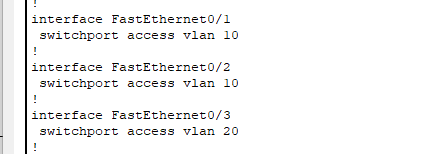 !
interface FastEthernet0/1
 switchport access vlan 10
!
interface FastEthernet0/2
 switchport access vlan 10
!
interface FastEthernet0/3
 switchport access vlan 20
!